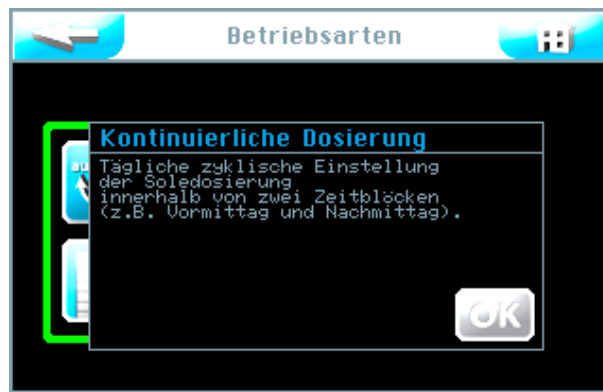 Betriebsarten
Kontinuierliche Dosierung
Tägliche zyklische Einstellung
der Soledosierung
innerhalb von zwei Zeitblöcken
(z.B. Vormittag und Nachmittag).
OK